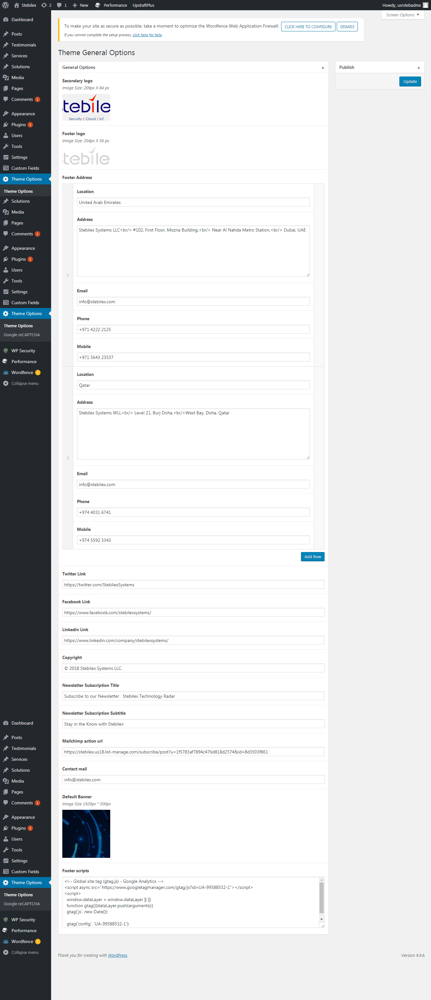 Stebilex 2 1 New Performance UpdraftPlus Howdy, usrstebadmx
Screen Options
Dashboard
Posts
Testimonials
Services
Solutions
Media
Pages
Comments 1
Appearance
Plugins 1
Users
Tools
Settings
Custom Fields
Theme Options
Theme Options
Solutions
Media
Pages
Comments 1
Appearance
Plugins 1
Users
Tools
Settings
Custom Fields
Theme Options
Theme Options
Google reCAPTCHA
WP Security
Performance
Wordfence 2
Collapse menu
Dashboard
Posts
Testimonials
Services
Solutions
Media
Pages
Comments 1
Appearance
Plugins 1
Users
Tools
Settings
Custom Fields
Theme Options
Theme Options
Google reCAPTCHA
WP Security
Performance
Wordfence 2
Collapse menu
To make your site as secure as possible, take a moment to optimize the Wordfence Web Application Firewall: CLICK HERE TO CONFIGURE DISMISS
If you cannot complete the setup process, click here for help.
Theme General Options
General Options
Secondary logo
Image Size: 209px X 84 px
tebile
Security | Cloud | IoT
Footer logo
Image Size: 204px X 56 px
tebile
Footer Address
1
Location
United Arab Emirates
Address
Stebilex Systems LLC<br/> #102, First Floor, Mozna Building,<br/> Near Al Nahda Metro Station,<br/> Dubai, UAE
Email
info@stebilex.com
Phone
+971 4222 2125
Mobile
+971 5643 23537
2
Location
Qatar
Address
Stebilex Systems WLL<br/> Level 21, Burj Doha,<br/>West Bay, Doha, Qatar
Email
info@stebilex.com
Phone
+974 4031 6741
Mobile
+974 5592 3343
Add Row
Twitter Link
https://twitter.com/StebliexSystems
Facebook Link
https://www.facebook.com/stebilexsystems/
Linkedin Link
https://www.linkedin.com/company/stebilexsystems/
Copyright
© 2018 Stebilex Systems LLC.
Newsletter Subscription Title
Subscribe to our Newsletter   Stebilex Technology Radar
Newsletter Subscription Subtitle
Stay in the Know with Stebilex
Mailchimp action url
https://stebilex.us18.list-manage.com/subscribe/post?u=1f5783af7894c476d818d2574&id=8d3503f861
Contact mail
info@stebilex.com
Default Banner
Image Size 1920px * 500px
Footer scripts
<!-- Global site tag (gtag.js) - Google Analytics -->
<script async src="https://www.googletagmanager.com/gtag/js?id=UA-99588532-1"></script>
<script>
window.dataLayer = window.dataLayer || [];
function gtag(){dataLayer.push(arguments);}
gtag('js', new Date());
gtag('config', 'UA-99588532-1');
Publish
Update
Thank you for creating with WordPress. Version 4.9.6